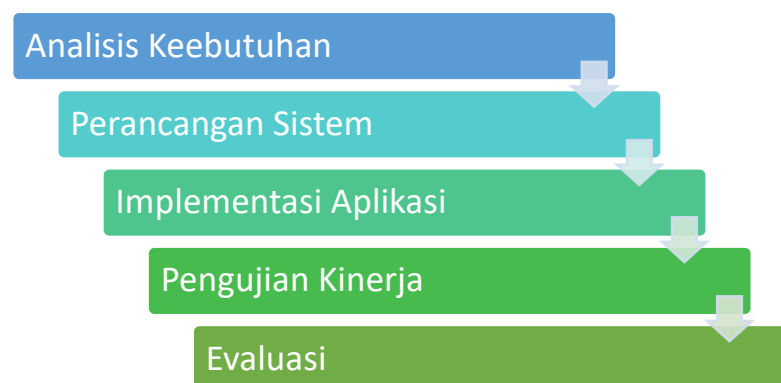 Analisis Keebutuhan
Perancangan Sistem
Implementasi Aplikasi
Pengujian Kinerja
Evaluasi